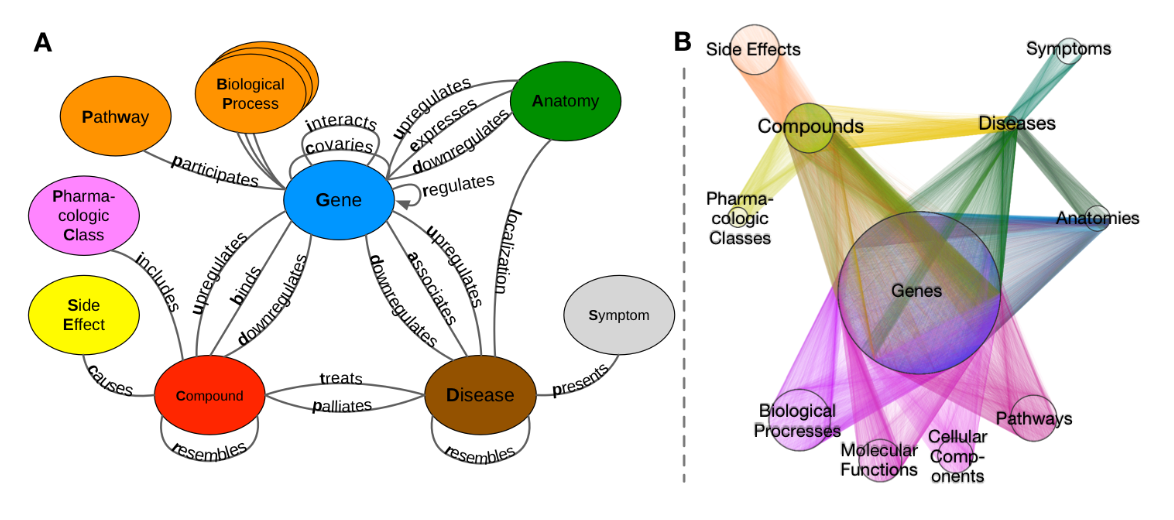 A
Pathway
Biological
Process
Anatomy
upregulates
expresses
downregulates
interacts
covaries
participates
Gene
regulates
Pharma-
cologic
Class
includes
upregulates
binds
downregulates
downregulates
associates
upregulates
localization
Side
Effect
Symptom
causes
Compound
treats
palliates
Disease
presents
resembles
resembles
B
Side Effects
Symptoms
Compounds
Diseases
Pharma-
cologic
Classes
Anatomies
Genes
Biological
Processes
Molecular
Functions
Cellular
Comp-
onents
Pathways